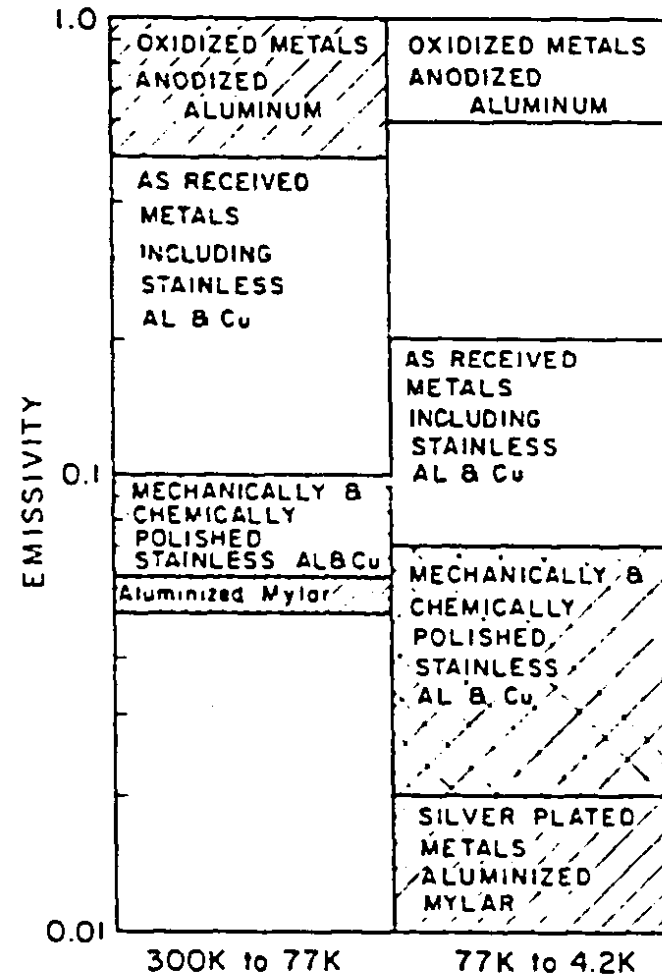 EMISSIVITY
1.0
0.1
0.01
OXIDIZED METALS
ANODIZED
ALUMINUM
AS RECEIVED
METALS
INCLUDING
STAINLESS
AL & Cu
MECHANICALLY &
CHEMICALLY
POLISHED
STAINLESS AL&Cu
Aluminized Mylar
300K to 77K
OXIDIZED METALS
ANODIZED
ALUMINUM
AS RECEIVED
METALS
INCLUDING
STAINLESS
AL & Cu
MECHANICALLY &
CHEMICALLY
POLISHED
STAINLESS
AL & Cu
SILVER PLATED
METALS
ALUMINIZED
MYLAR
77K to 4.2K